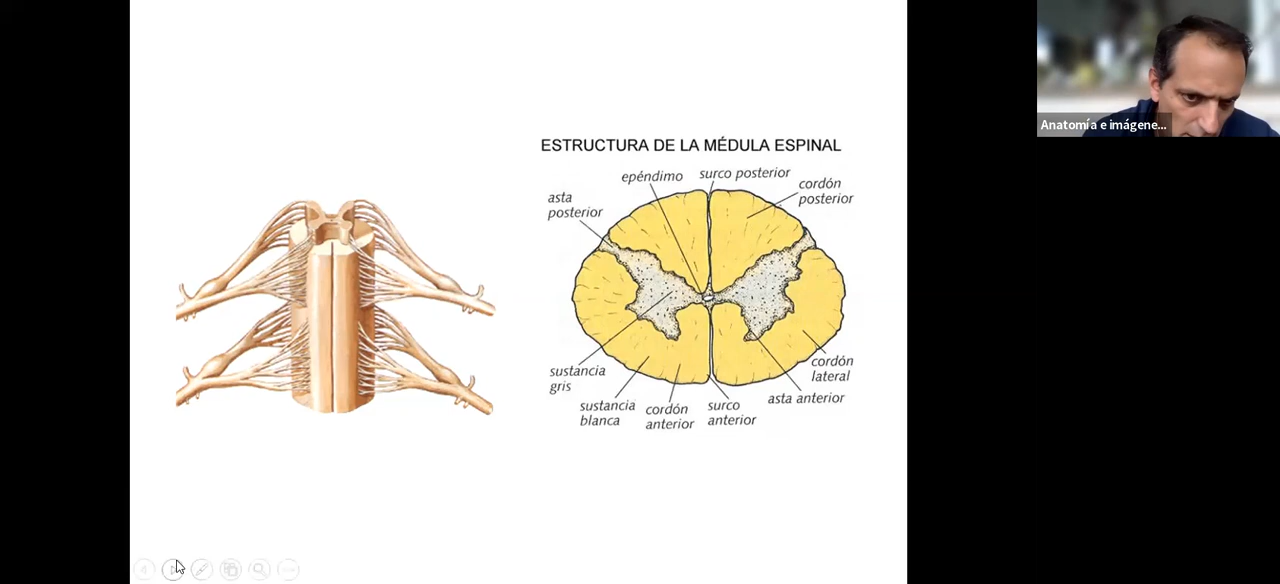 Anatomía e imágene...
ESTRUCTURA DE LA MÉDULA ESPINAL
epéndimo
surco posterior
cordón
posterior
asta
posterior
sustancia
gris
sustancia
blanca
cordón
anterior
surco
anterior
asta anterior
cordón
lateral